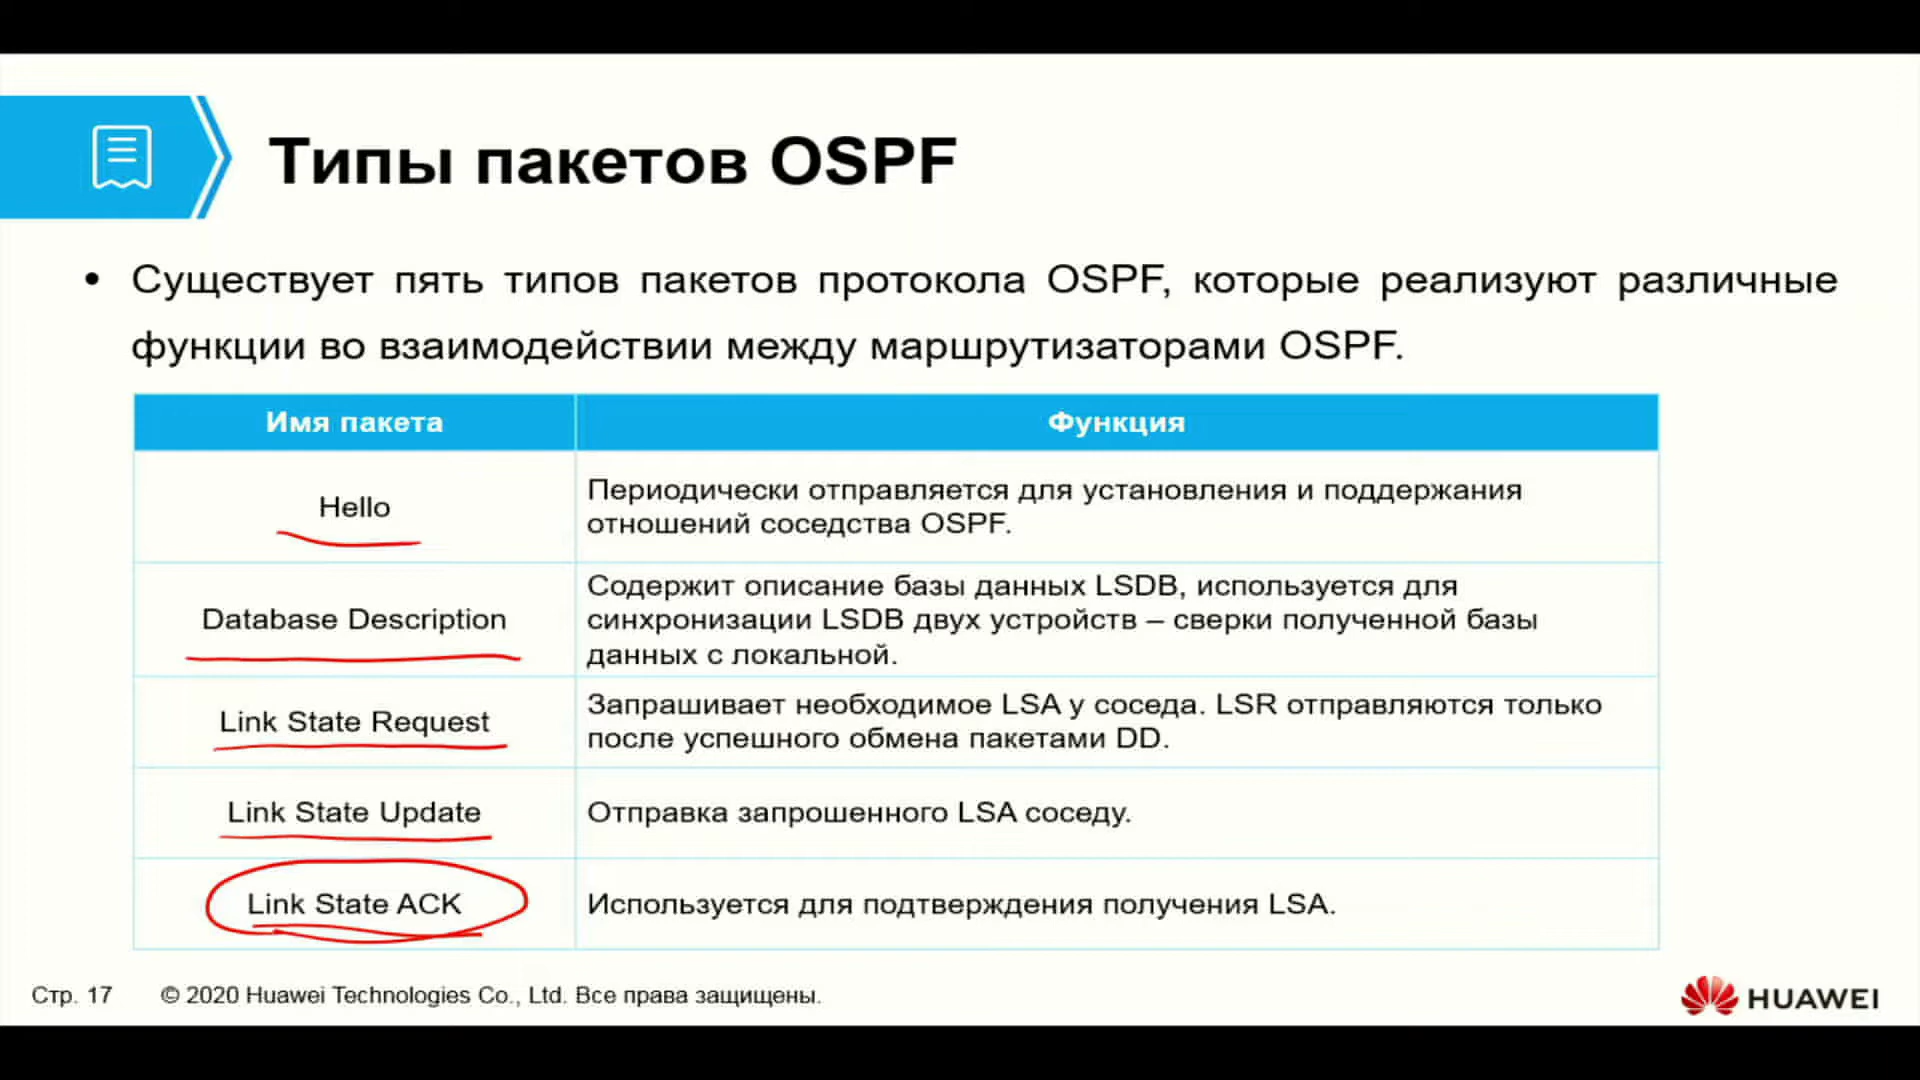 Типы пакетов OSPF
• Существует пять типов пакетов протокола OSPF, которые реализуют различные
функции во взаимодействии между маршрутизаторами OSPF.
Имя пакета
Функция
Hello
Периодически отправляется для установления и поддержания
отношений соседства OSPF.
Database Description
Содержит описание базы данных LSDB, используется для
синхронизации LSDB двух устройств – сверки полученной базы
данных с локальной.
Link State Request
Запрашивает необходимое LSA у соседа. LSR отправляются только
после успешного обмена пакетами DD.
Link State Update
Отправка запрошенного LSA соседу.
Link State ACK
Используется для подтверждения получения LSA.
Стр. 17
© 2020 Huawei Technologies Co., Ltd. Все права защищены.
HUAWEI